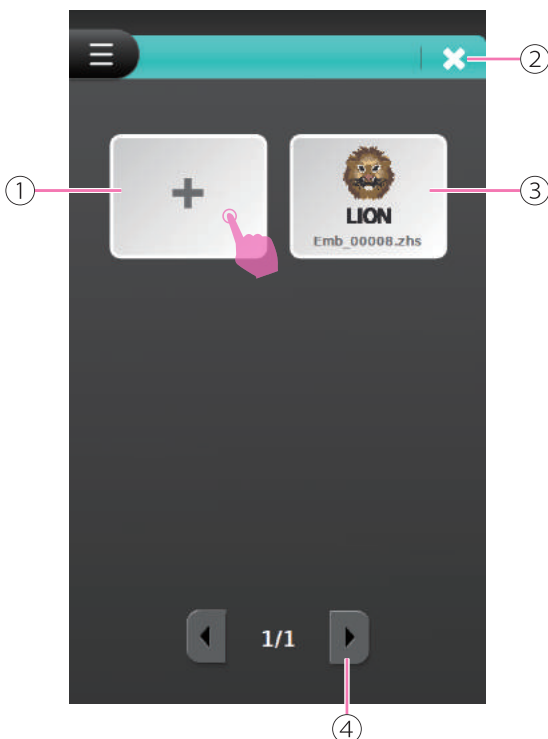 ②
①
③
LION
Emb_00008.zhs
1/1
④